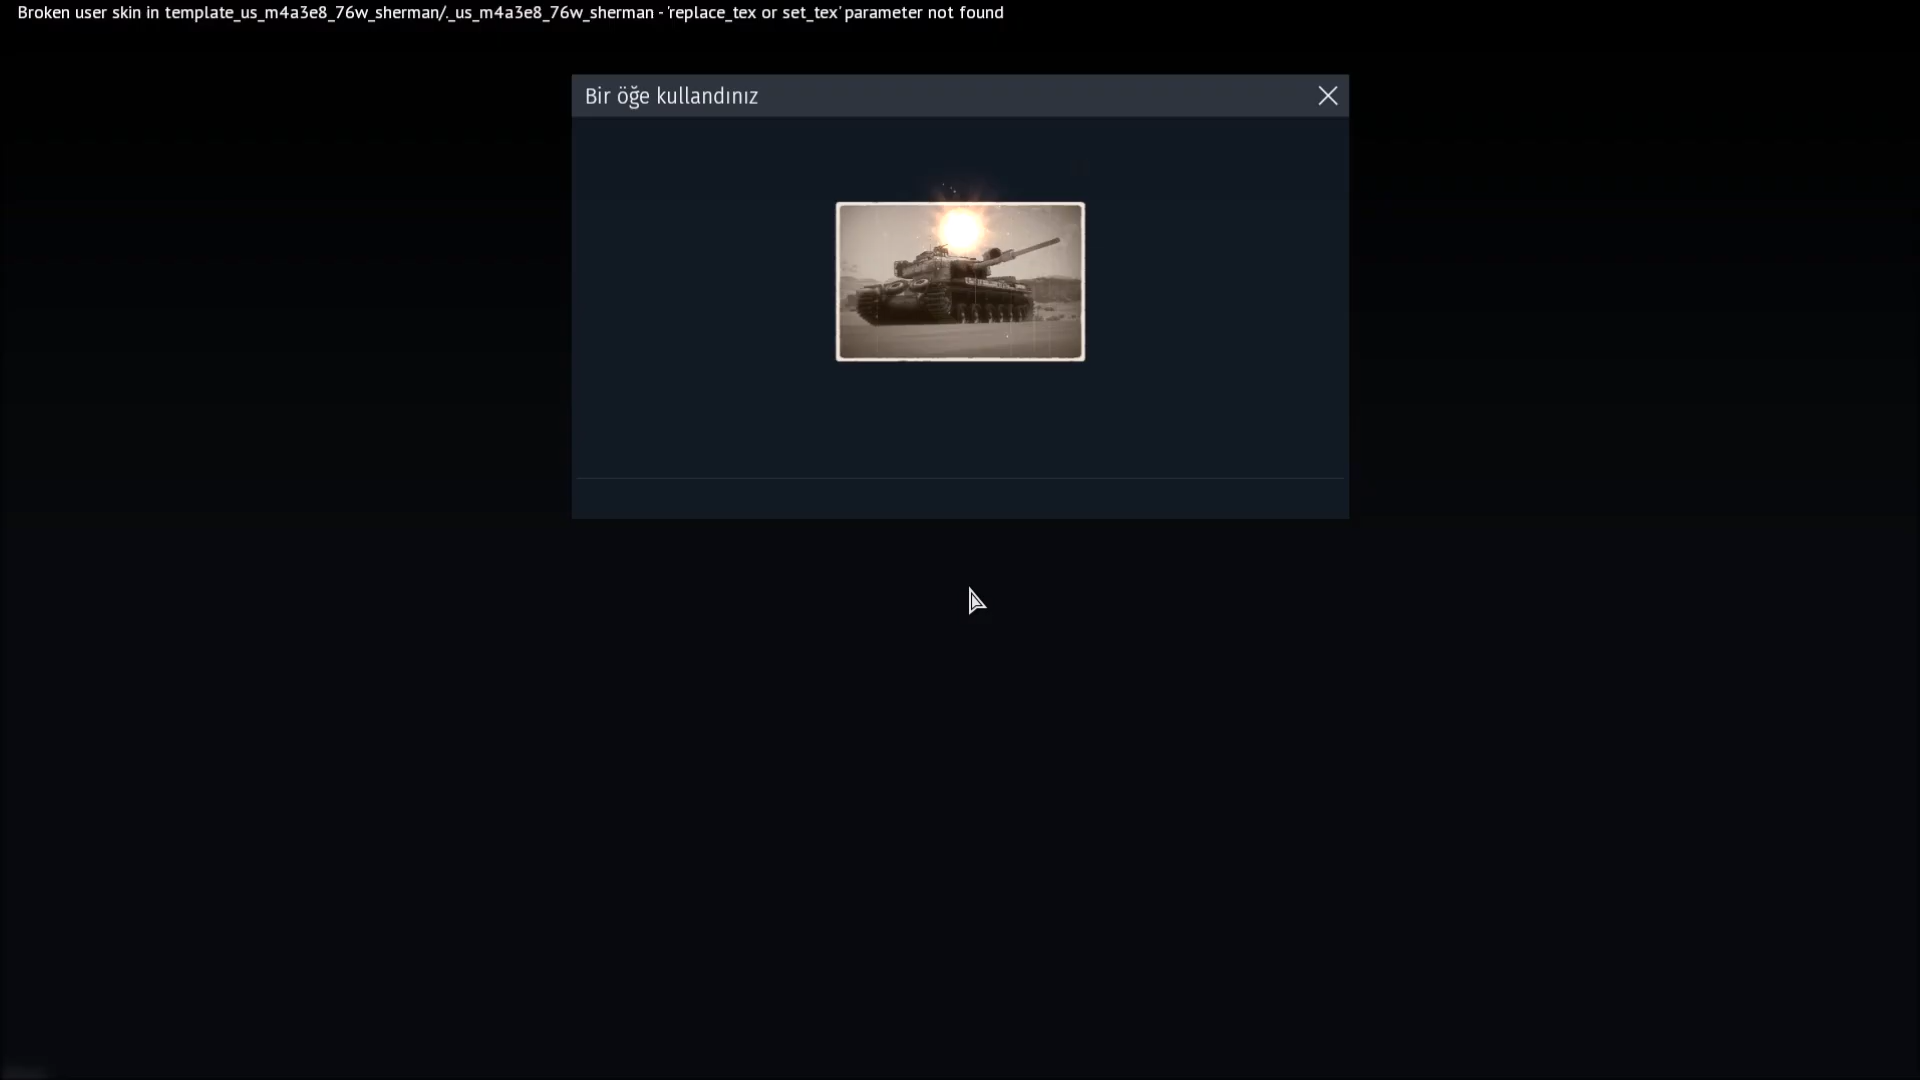 Broken user skin in template_us_m4a3e8_76w_sherman/._us_m4a3e8_76w_sherman - 'replace_tex or set_tex' parameter not found
Bir öğe kullandınız